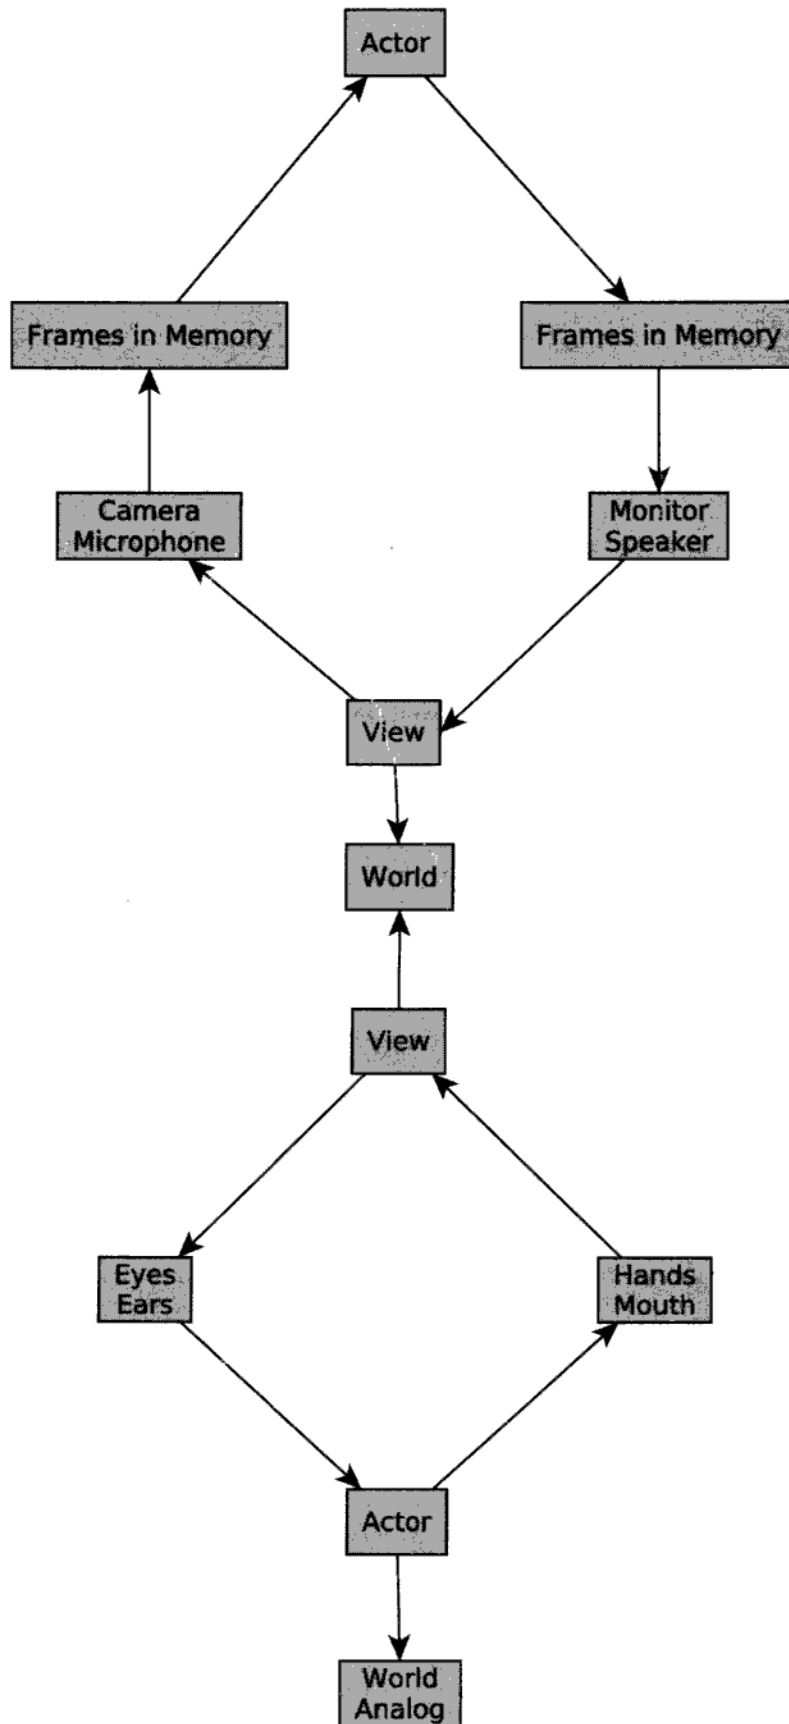 Actor
Frames in Memory
Frames in Memory
Camera
Microphone
Monitor
Speaker
View
World
View
Eyes
Ears
Hands
Mouth
Actor
World
Analog